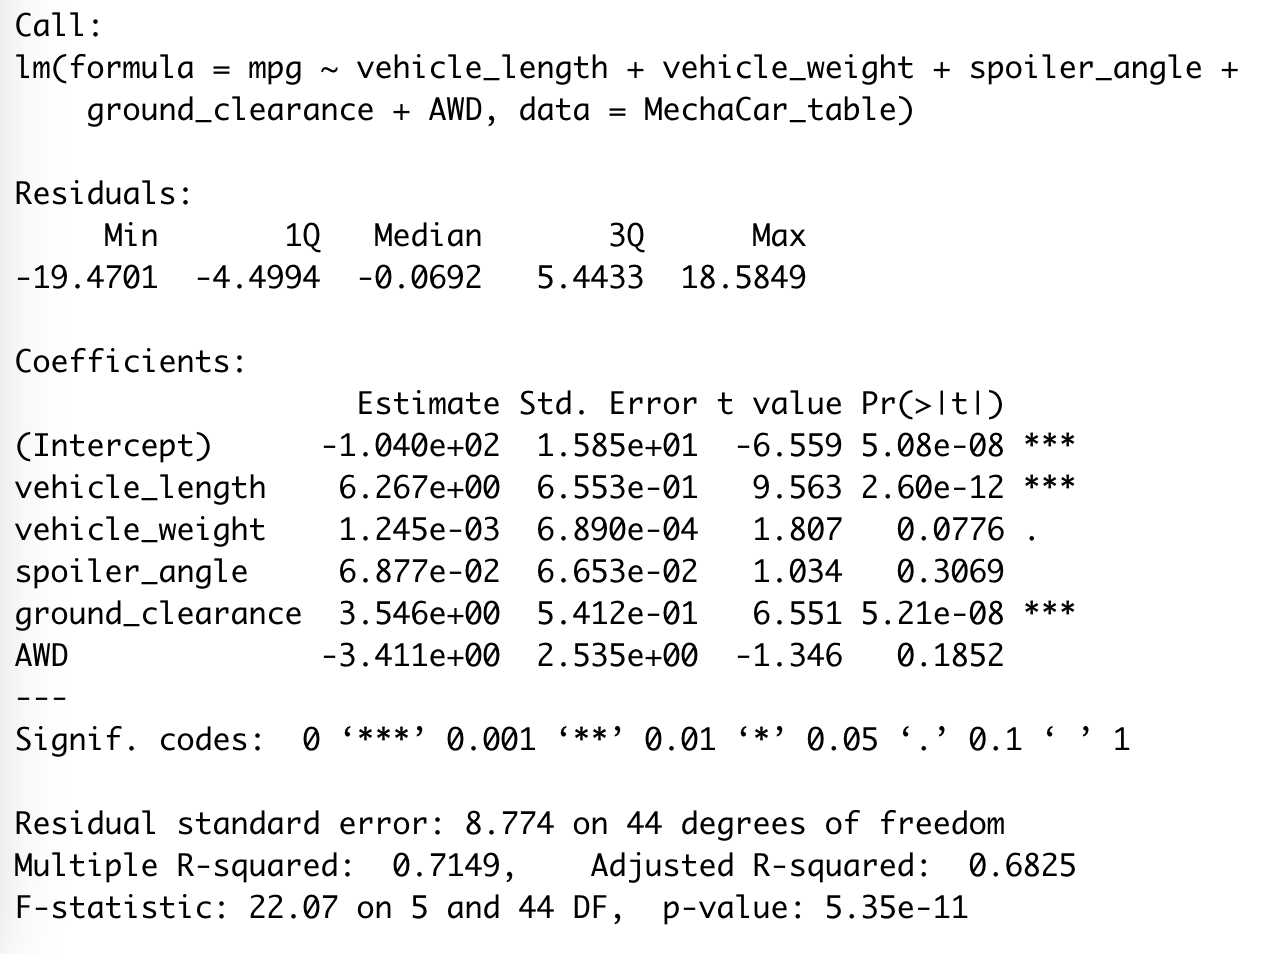 Call:
lm(formula = mpg ~ vehicle_length + vehicle_weight + spoiler_angle +
    ground_clearance + AWD, data = MechaCar_table)

Residuals:
     Min       1Q   Median       3Q      Max
-19.4701  -4.4994  -0.0692   5.4433  18.5849

Coefficients:
                   Estimate Std. Error t value Pr(>|t|)
(Intercept)      -1.040e+02  1.585e+01  -6.559 5.08e-08 ***
vehicle_length    6.267e+00  6.553e-01   9.563 2.60e-12 ***
vehicle_weight    1.245e-03  6.890e-04   1.807   0.0776 .
spoiler_angle     6.877e-02  6.653e-02   1.034   0.3069
ground_clearance  3.546e+00  5.412e-01   6.551 5.21e-08 ***
AWD              -3.411e+00  2.535e+00  -1.346   0.1852
---
Signif. codes:  0 ‘***’ 0.001 ‘**’ 0.01 ‘*’ 0.05 ‘.’ 0.1 ‘ ’ 1

Residual standard error: 8.774 on 44 degrees of freedom
Multiple R-squared:  0.7149,    Adjusted R-squared:  0.6825
F-statistic: 22.07 on 5 and 44 DF,  p-value: 5.35e-11